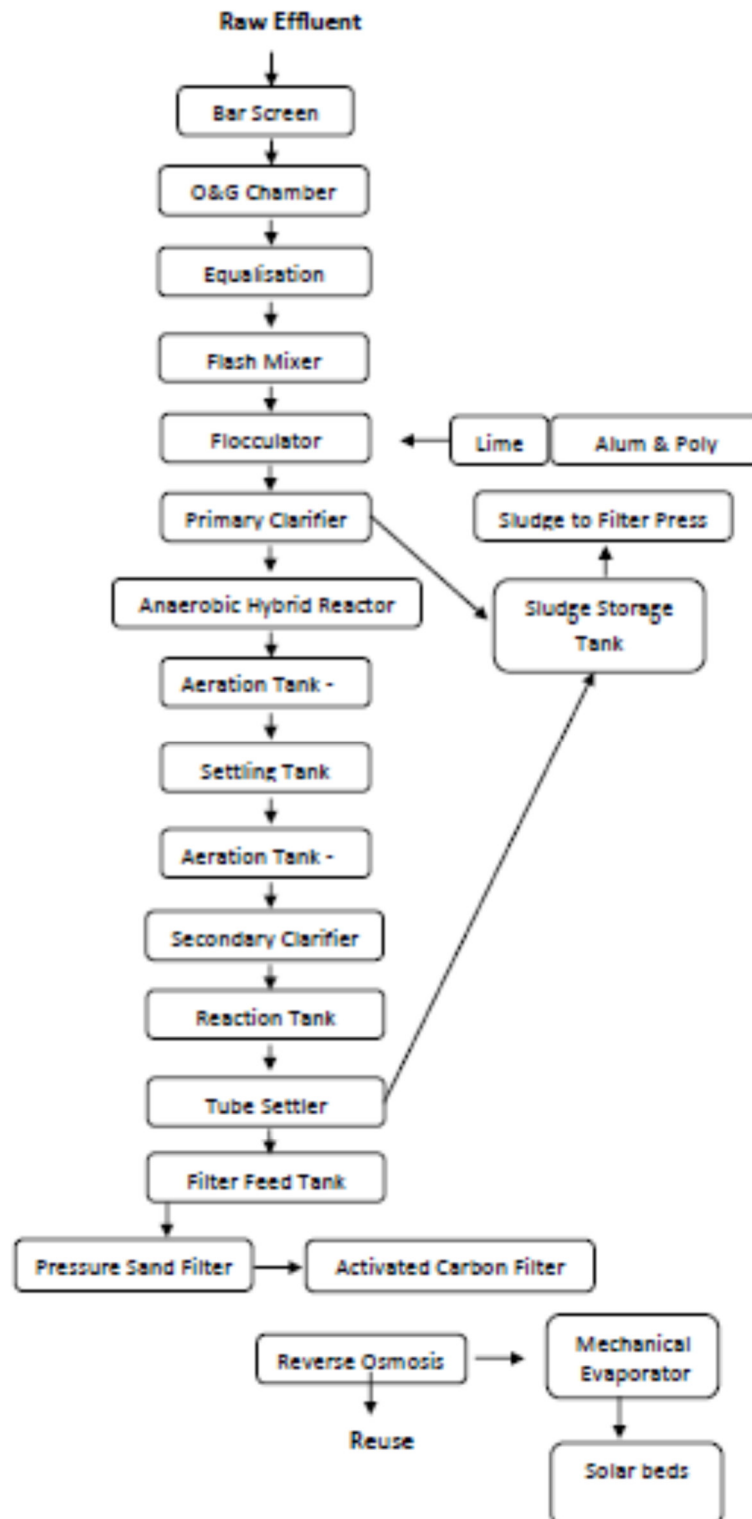 Raw Effluent
Bar Screen
O&G Chamber
Equalisation
Flash Mixer
Flocculator
Lime
Alum & Poly
Primary Clarifier
Sludge to Filter Press
Anaerobic Hybrid Reactor
Sludge Storage
Tank
Aeration Tank -
Settling Tank
Aeration Tank -
Secondary Clarifier
Reaction Tank
Tube Settler
Filter Feed Tank
Pressure Sand Filter
Activated Carbon Filter
Reverse Osmosis
Mechanical
Evaporator
Reuse
Solar beds